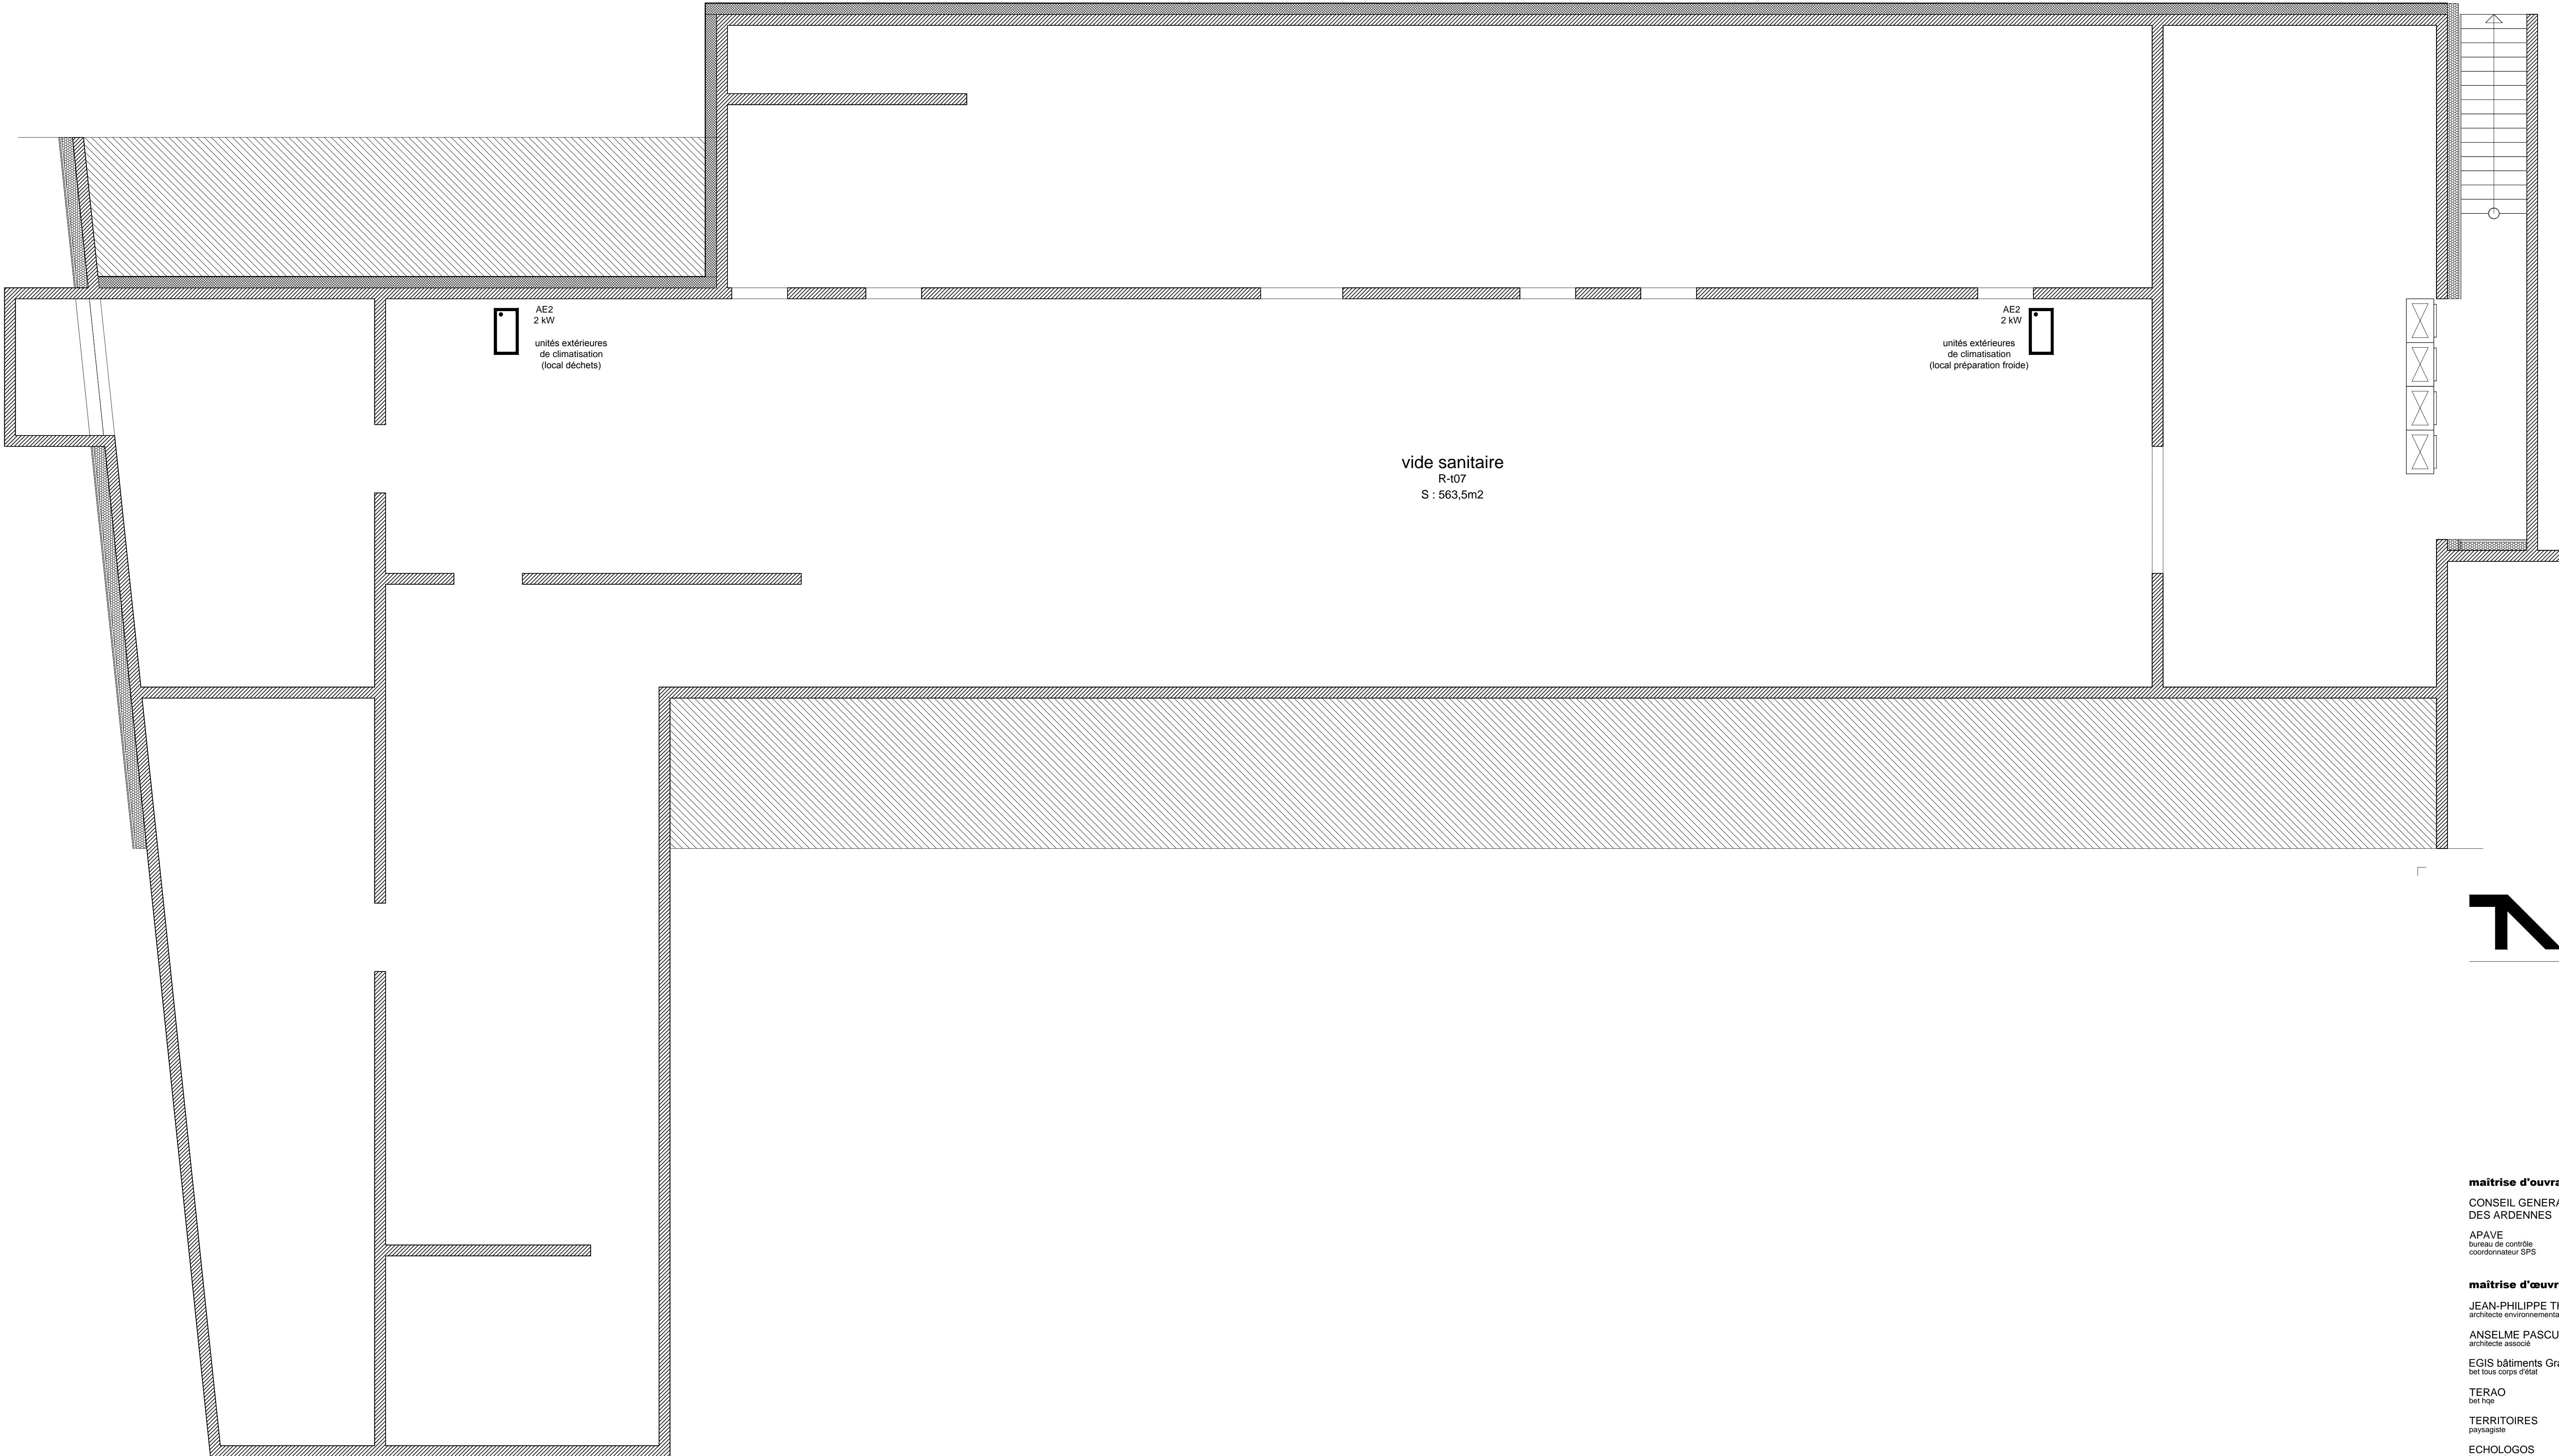 AE2
2 kW
unités extérieures
de climatisation
(local déchets)
AE2
2 kW
unités extérieures
de climatisation
(local préparation froide)
vide sanitaire
R-t07
S : 563,5m2
maîtrise d'ouvra
CONSEIL GENERA
DES ARDENNES
APAVE
bureau de contrôle
coordonnateur SPS
maîtrise d'œuvr
JEAN-PHILIPPE TH
architecte environnementa
ANSELME PASCU
architecte associé
EGIS bâtiments Gra
bet tous corps d'état
TERAO
bet hqe
TERRITOIRES
paysagiste
ECHOLOGOS